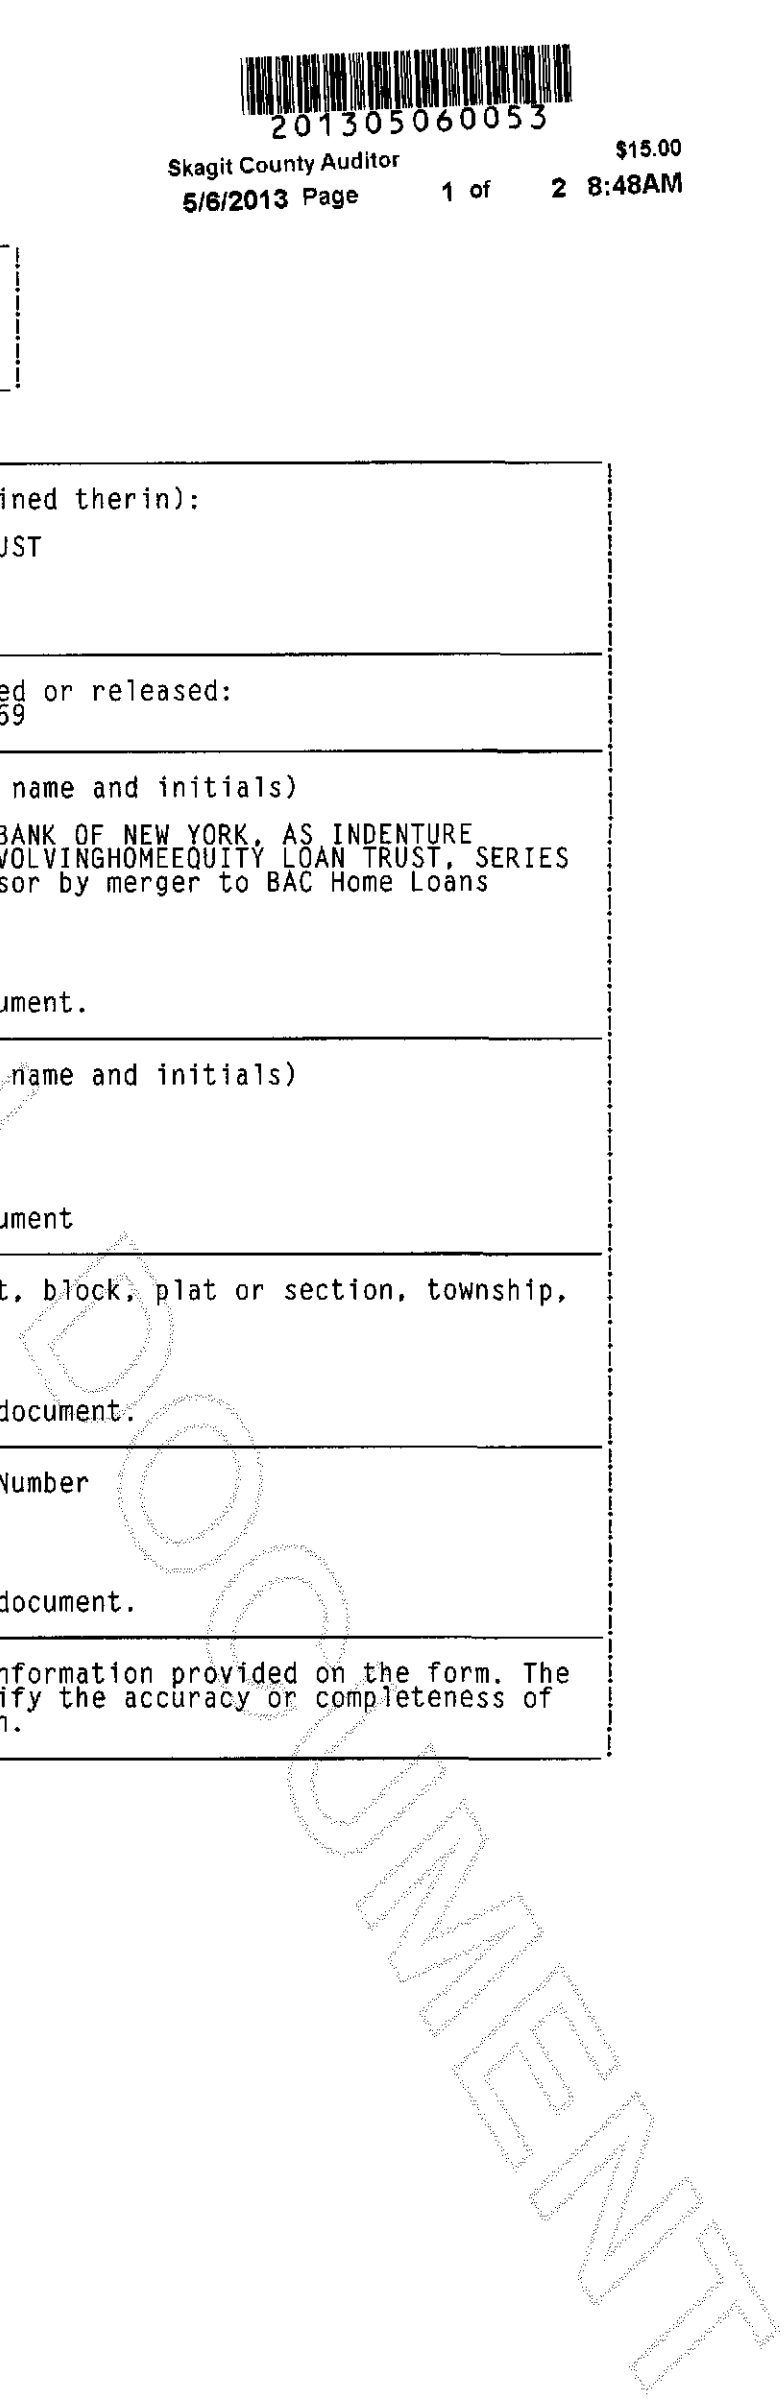 201305060053
Skagit County Auditor $15.00
5/6/2013 Page 1 of 2 8:48AM
ined therin):
UST
ed or released:
69
name and initials)
BANK OF NEW YORK, AS INDENTURE
VOLVINGHOMEEQUITY LOAN TRUST, SERIES
sor by merger to BAC Home Loans
ument.
name and initials)
ument
t, block, plat or section, township,
document.
Number
document.
nformation provided on the form. The
ify the accuracy or completeness of
n.
DOCUMENT